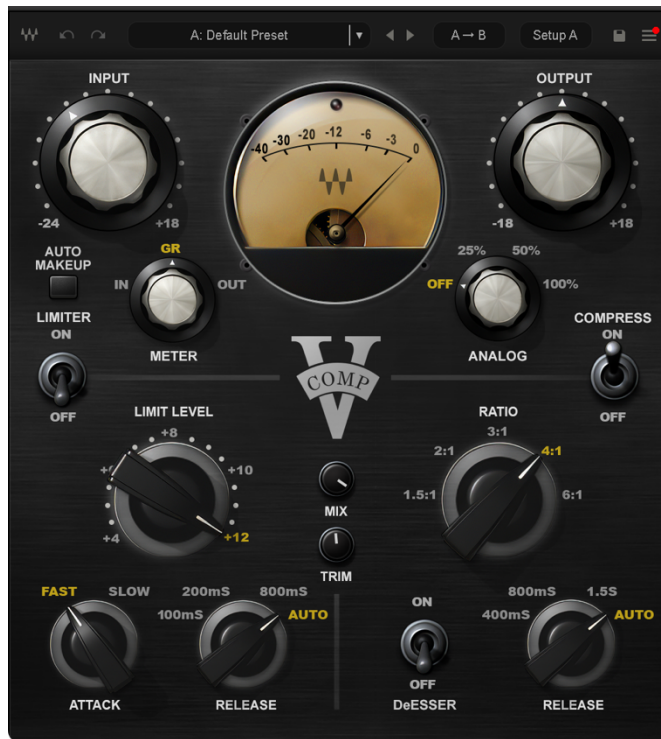 A: Default Preset
A→B
Setup A
INPUT
OUTPUT
-40 -30 -20 -12 -6 -3 0
-24 +18
-18 +18
AUTO
MAKEUP
GR
IN OUT
METER
25% 50%
OFF 100%
ANALOG
LIMITER
ON
OFF
COMPRESS
ON
OFF
V
COMP
LIMIT LEVEL
+8
+10
+4
+12
RATIO
3:1
2:1 4:1
1.5:1 6:1
MIX
TRIM
FAST SLOW
ATTACK
200mS 800mS
100mS AUTO
RELEASE
ON
OFF
DeESSER
800mS 1.5S
400mS AUTO
RELEASE